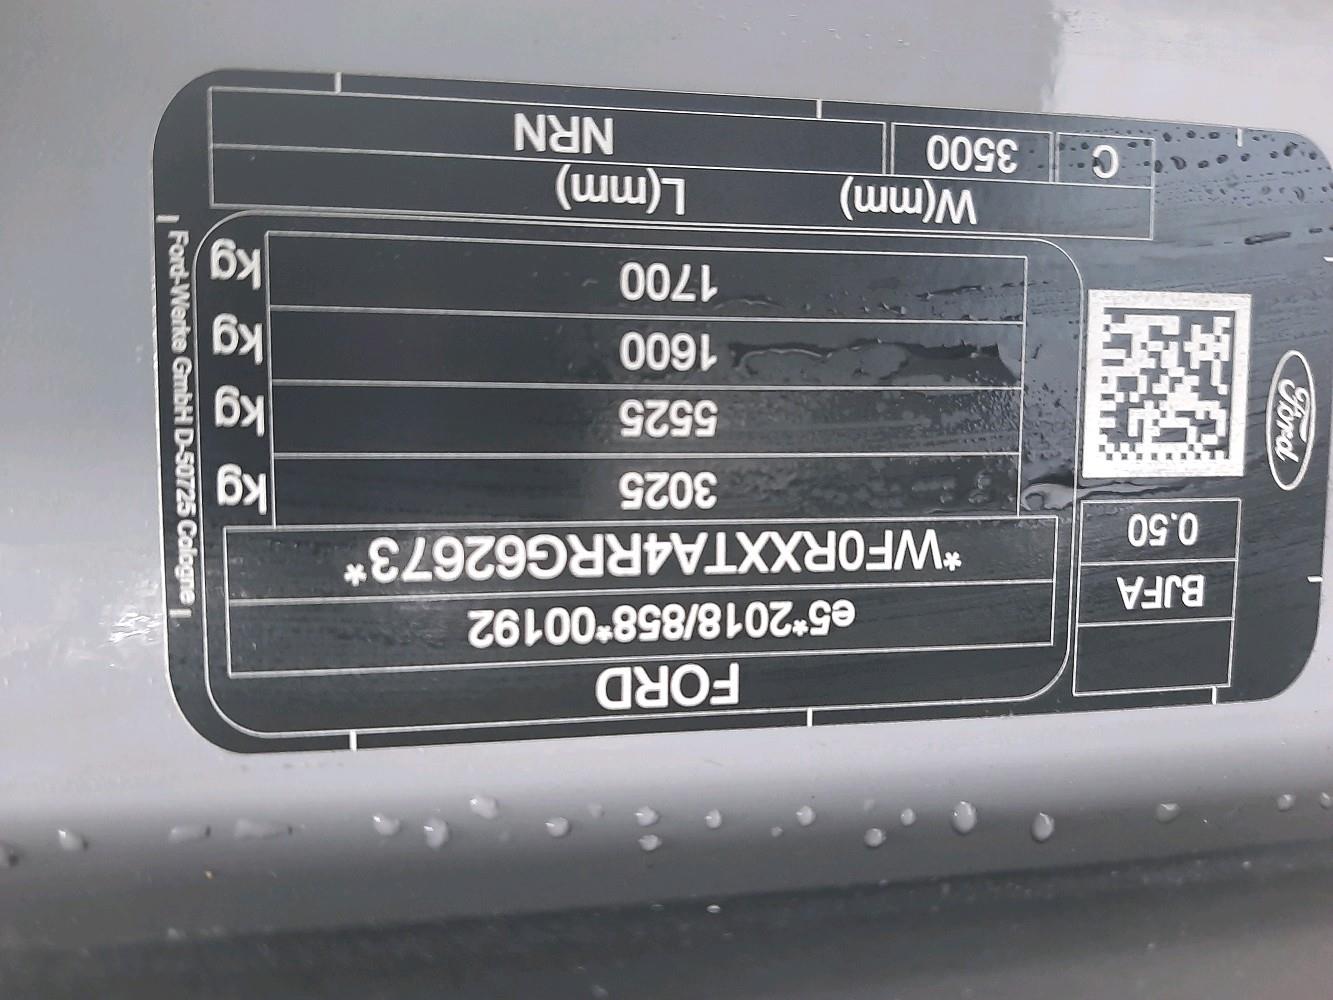 FORD
e5*2018/858*00192
*WF0RXXTA4RRG62673*
3025 kg
5525 kg
1600 kg
1700 kg
BJFA
0.50
Ford
W(mm) L(mm)
C 3500 NRN
Ford-Werke GmbH D-50725 Cologne